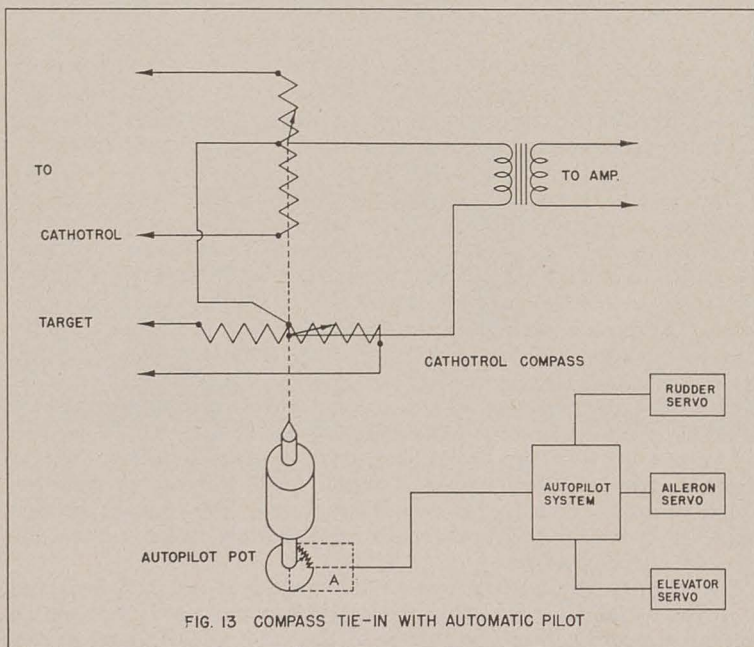 TO
TO AMP.
CATHOTROL
TARGET
CATHOTROL COMPASS
RUDDER
SERVO
AUTOPILOT
SYSTEM
AILERON
SERVO
AUTOPILOT POT
A
ELEVATOR
SERVO
FIG. 13 COMPASS TIE-IN WITH AUTOMATIC PILOT